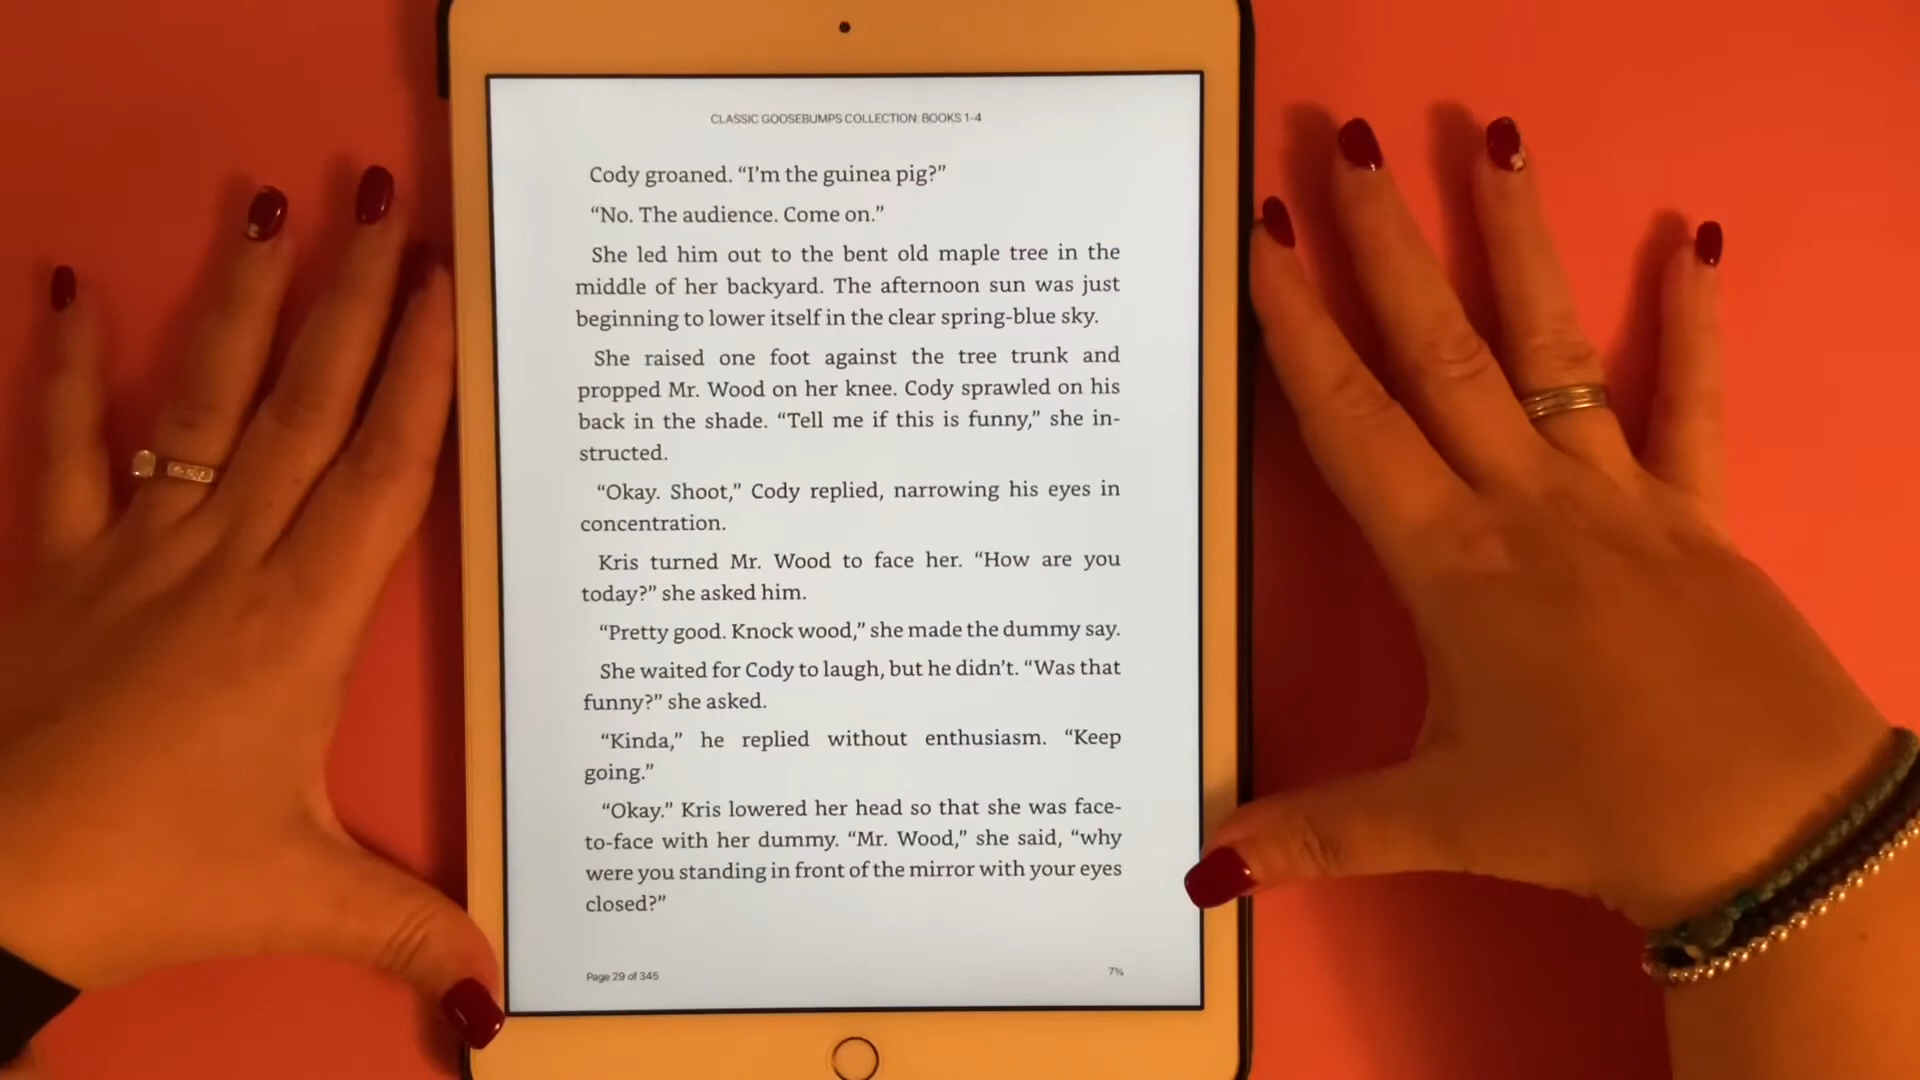 CLASSIC GOOSEBUMPS COLLECTION: BOOKS 1-4
Cody groaned. “I’m the guinea pig?”
“No. The audience. Come on.”
She led him out to the bent old maple tree in the
middle of her backyard. The afternoon sun was just
beginning to lower itself in the clear spring-blue sky.
She raised one foot against the tree trunk and
propped Mr. Wood on her knee. Cody sprawled on his
back in the shade. “Tell me if this is funny,” she in-
structed.
“Okay. Shoot,” Cody replied, narrowing his eyes in
concentration.
Kris turned Mr. Wood to face her. “How are you
today?” she asked him.
“Pretty good. Knock wood,” she made the dummy say.
She waited for Cody to laugh, but he didn’t. “Was that
funny?” she asked.
“Kinda,” he replied without enthusiasm. “Keep
going.”
“Okay.” Kris lowered her head so that she was face-
to-face with her dummy. “Mr. Wood,” she said, “why
were you standing in front of the mirror with your eyes
closed?”
Page 29 of 345
7%